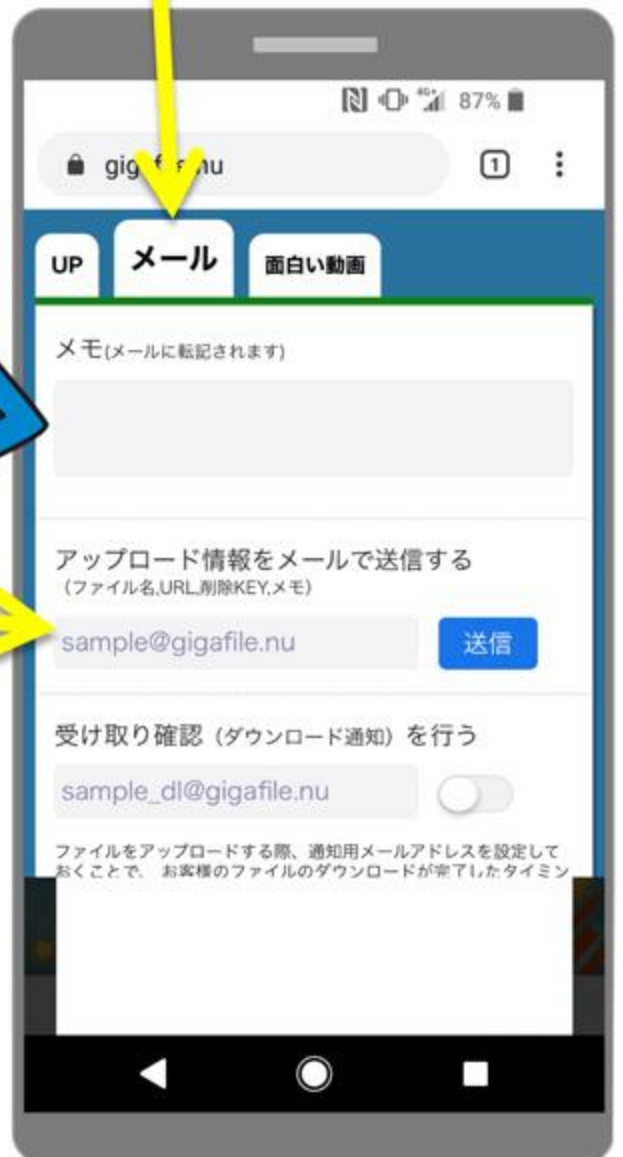 4G+ 87%
1
UP
メール
面白い動画
メモ(メールに転記されます)
アップロード情報をメールで送信する
(ファイル名,URL,削除KEY,メモ)
sample@gigafile.nu
送信
受け取り確認(ダウンロード通知)を行う
sample_dl@gigafile.nu
ファイルをアップロードする際、通知用メールアドレスを設定して
おくことで、 お客様のファイルのダウンロードが完了したタイミン